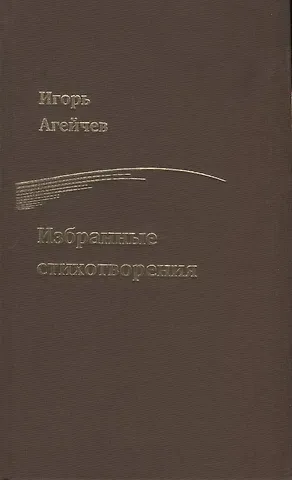 Игорь
Агейчев
Избранные
стихотворения